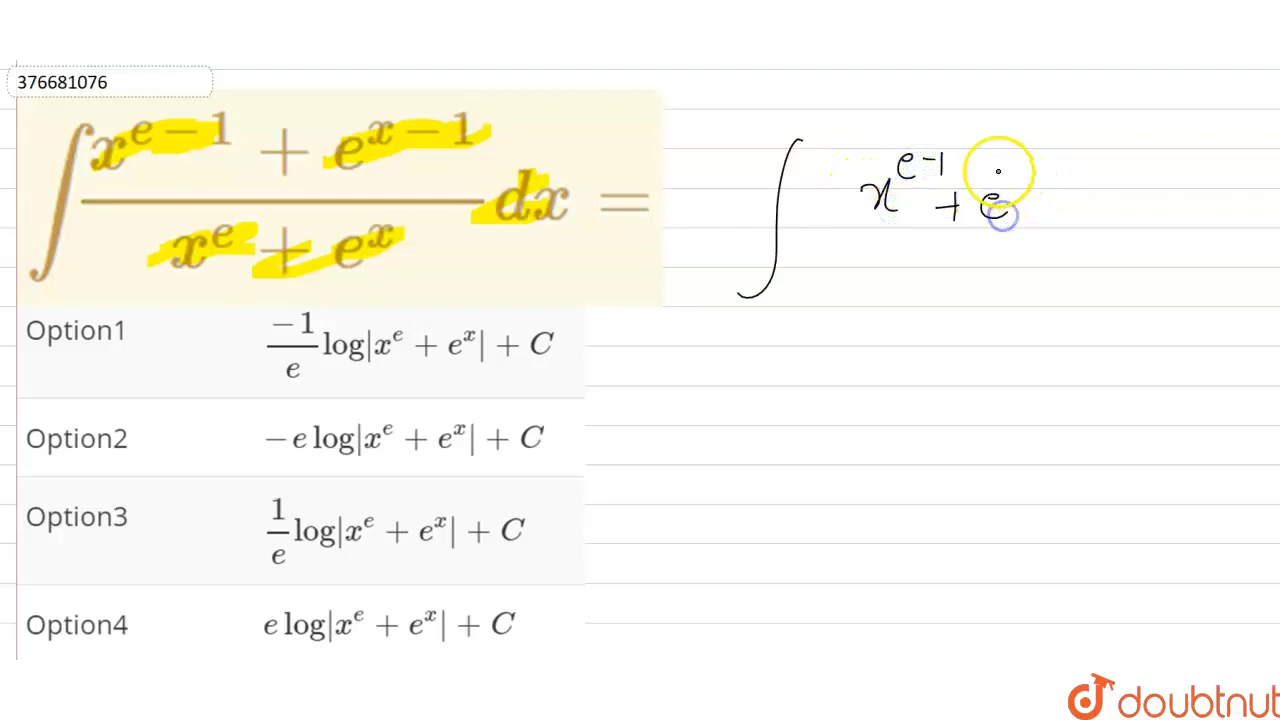 376681076
∫ x^{e−1} + e^{x−1} / x^e + e^x dx =
∫ x^{e−1} + e
Option1 −1/e log|x^e + e^x| + C
Option2 − e log|x^e + e^x| + C
Option3 1/e log|x^e + e^x| + C
Option4 e log|x^e + e^x| + C
doubtnut